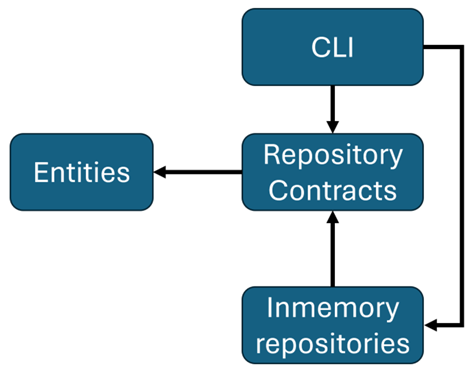 CLI
Entities
Repository
Contracts
Inmemory
repositories